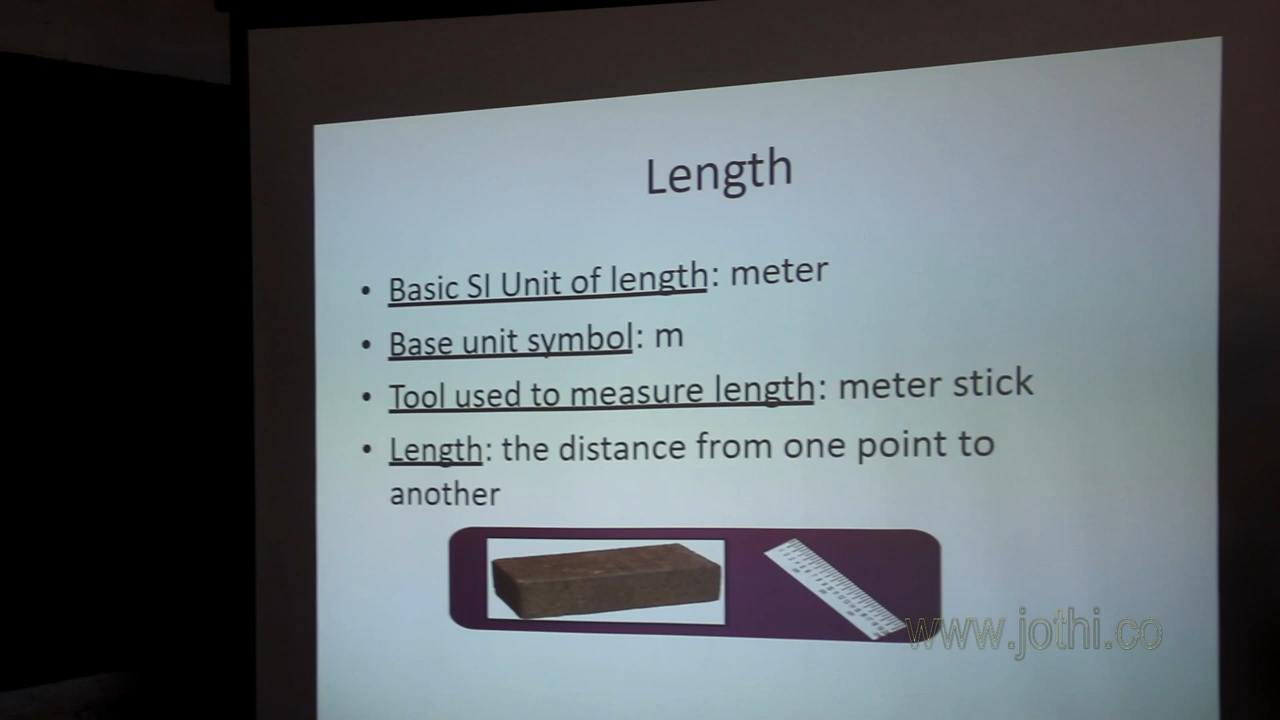 Length
• Basic SI Unit of length: meter
• Base unit symbol: m
• Tool used to measure length: meter stick
• Length: the distance from one point to
another
www.jothi.co